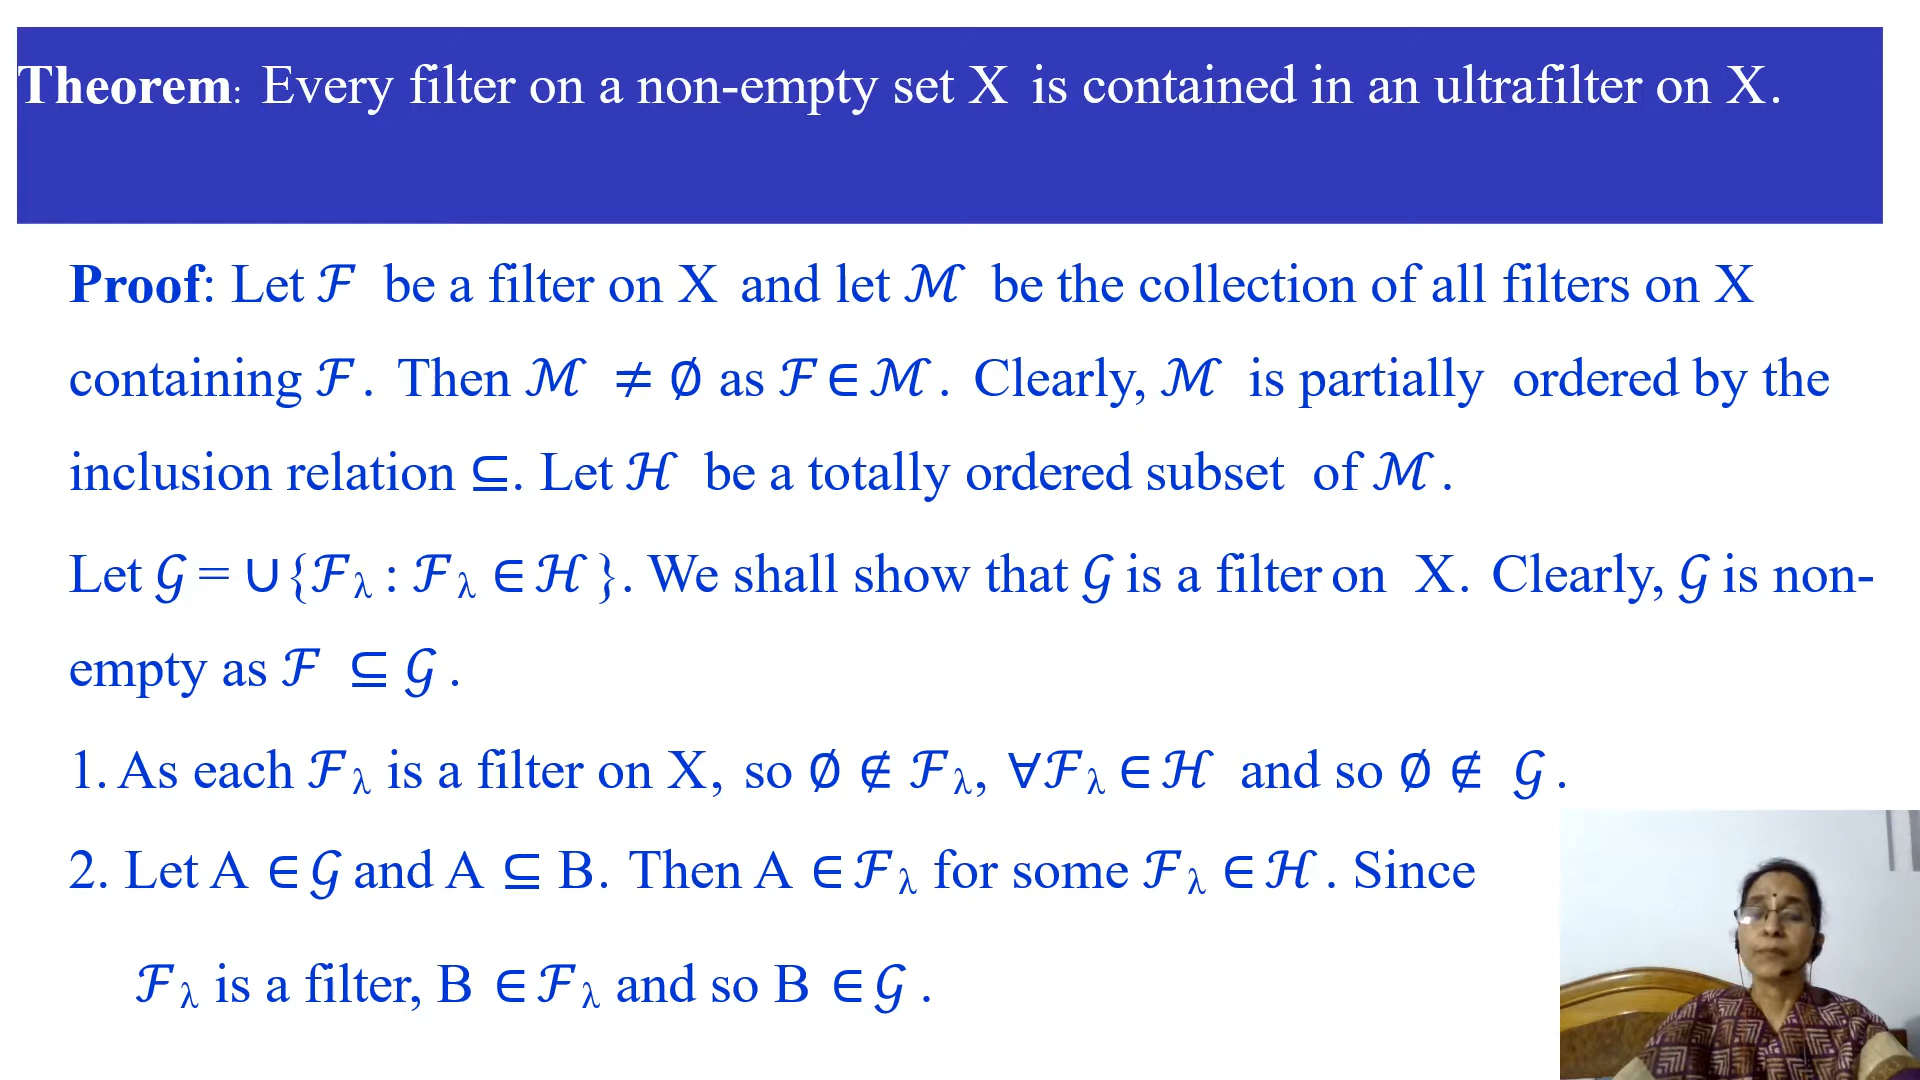 Theorem: Every filter on a non-empty set X is contained in an ultrafilter on X.
Proof: Let ℱ be a filter on X and let ℳ be the collection of all filters on X
containing ℱ. Then ℳ ≠ ∅ as ℱ ∈ ℳ. Clearly, ℳ is partially ordered by the
inclusion relation ⊆. Let ℋ be a totally ordered subset of ℳ.
Let 𝒢 = ∪{ℱλ : ℱλ ∈ ℋ }. We shall show that 𝒢 is a filter on X. Clearly, 𝒢 is non-
empty as ℱ ⊆ 𝒢 .
1. As each ℱλ is a filter on X, so ∅ ∉ ℱλ, ∀ℱλ ∈ ℋ and so ∅ ∉ 𝒢 .
2. Let A ∈ 𝒢 and A ⊆ B. Then A ∈ ℱλ for some ℱλ ∈ ℋ . Since
ℱλ is a filter, B ∈ ℱλ and so B ∈ 𝒢 .